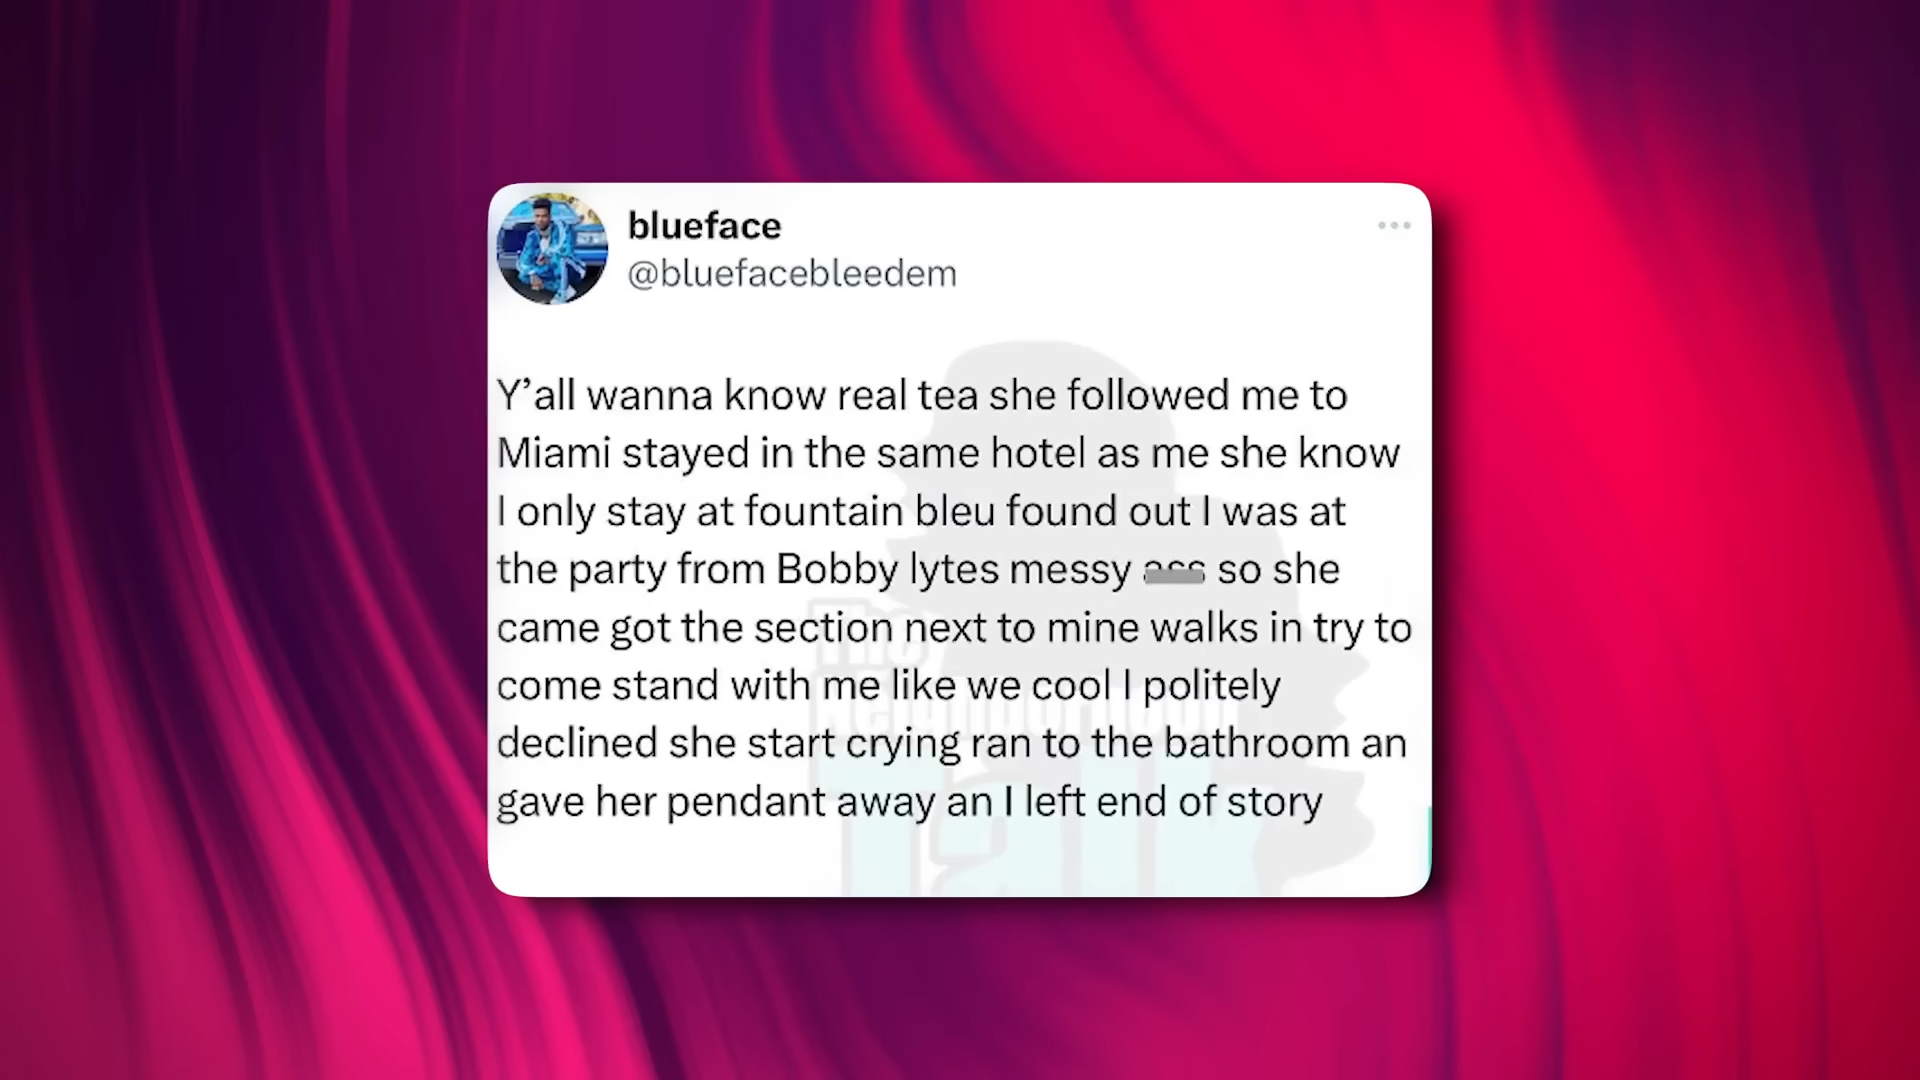 blueface
@bluefacebleedem
Y’all wanna know real tea she followed me to
Miami stayed in the same hotel as me she know
I only stay at fountain bleu found out I was at
the party from Bobby lytes messy ass so she
came got the section next to mine walks in try to
come stand with me like we cool I politely
declined she start crying ran to the bathroom an
gave her pendant away an I left end of story
The
Neighborhood
Talk